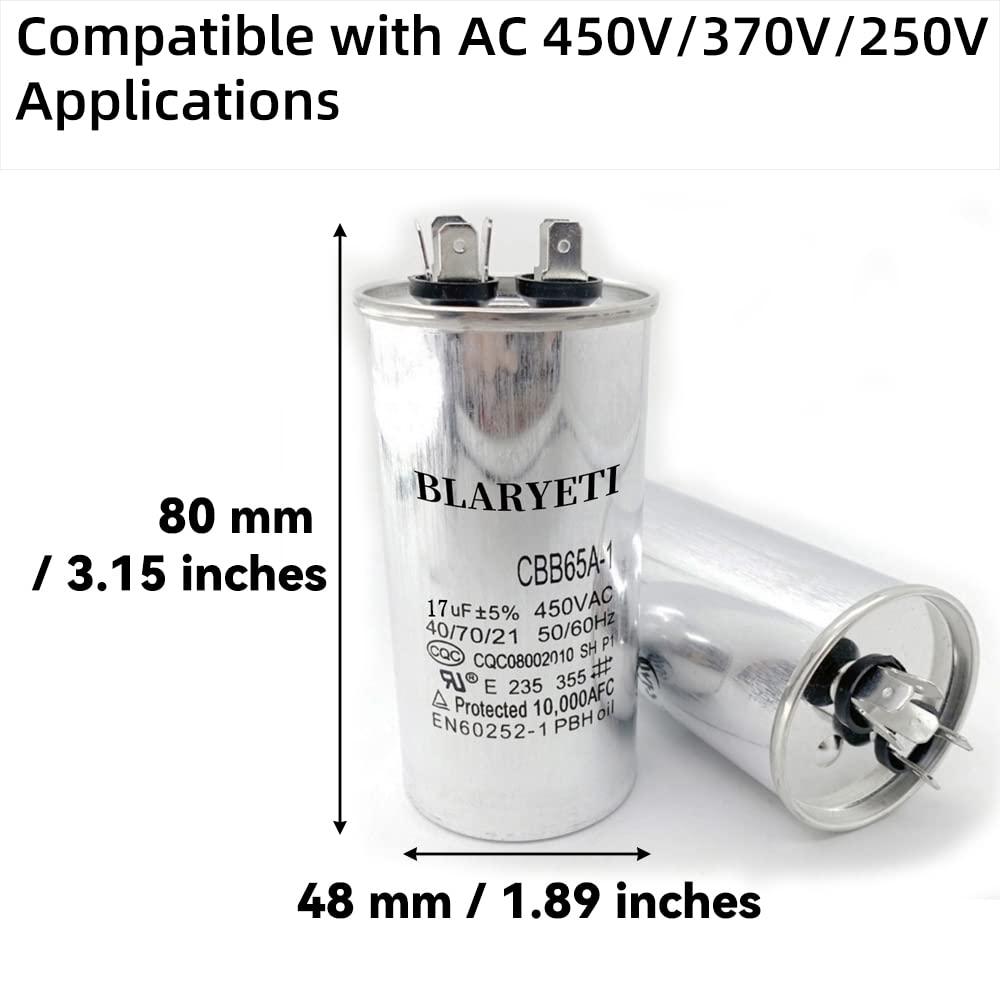 Compatible with AC 450V/370V/250V
Applications
80 mm
/ 3.15 inches
BLARYETI
CBB65A-1
17uF±5% 450VAC
40/70/21 50/60Hz
CQC CQC08002010 SH P1
RU® E 235 355
Protected 10,000AFC
EN60252-1 PBH oil
48 mm / 1.89 inches